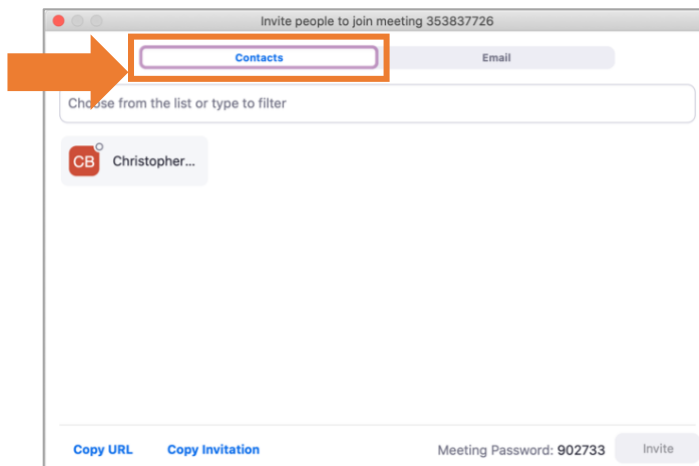 Invite people to join meeting 353837726
Contacts Email
Choose from the list or type to filter
CB Christopher...
Copy URL Copy Invitation Meeting Password: 902733 Invite